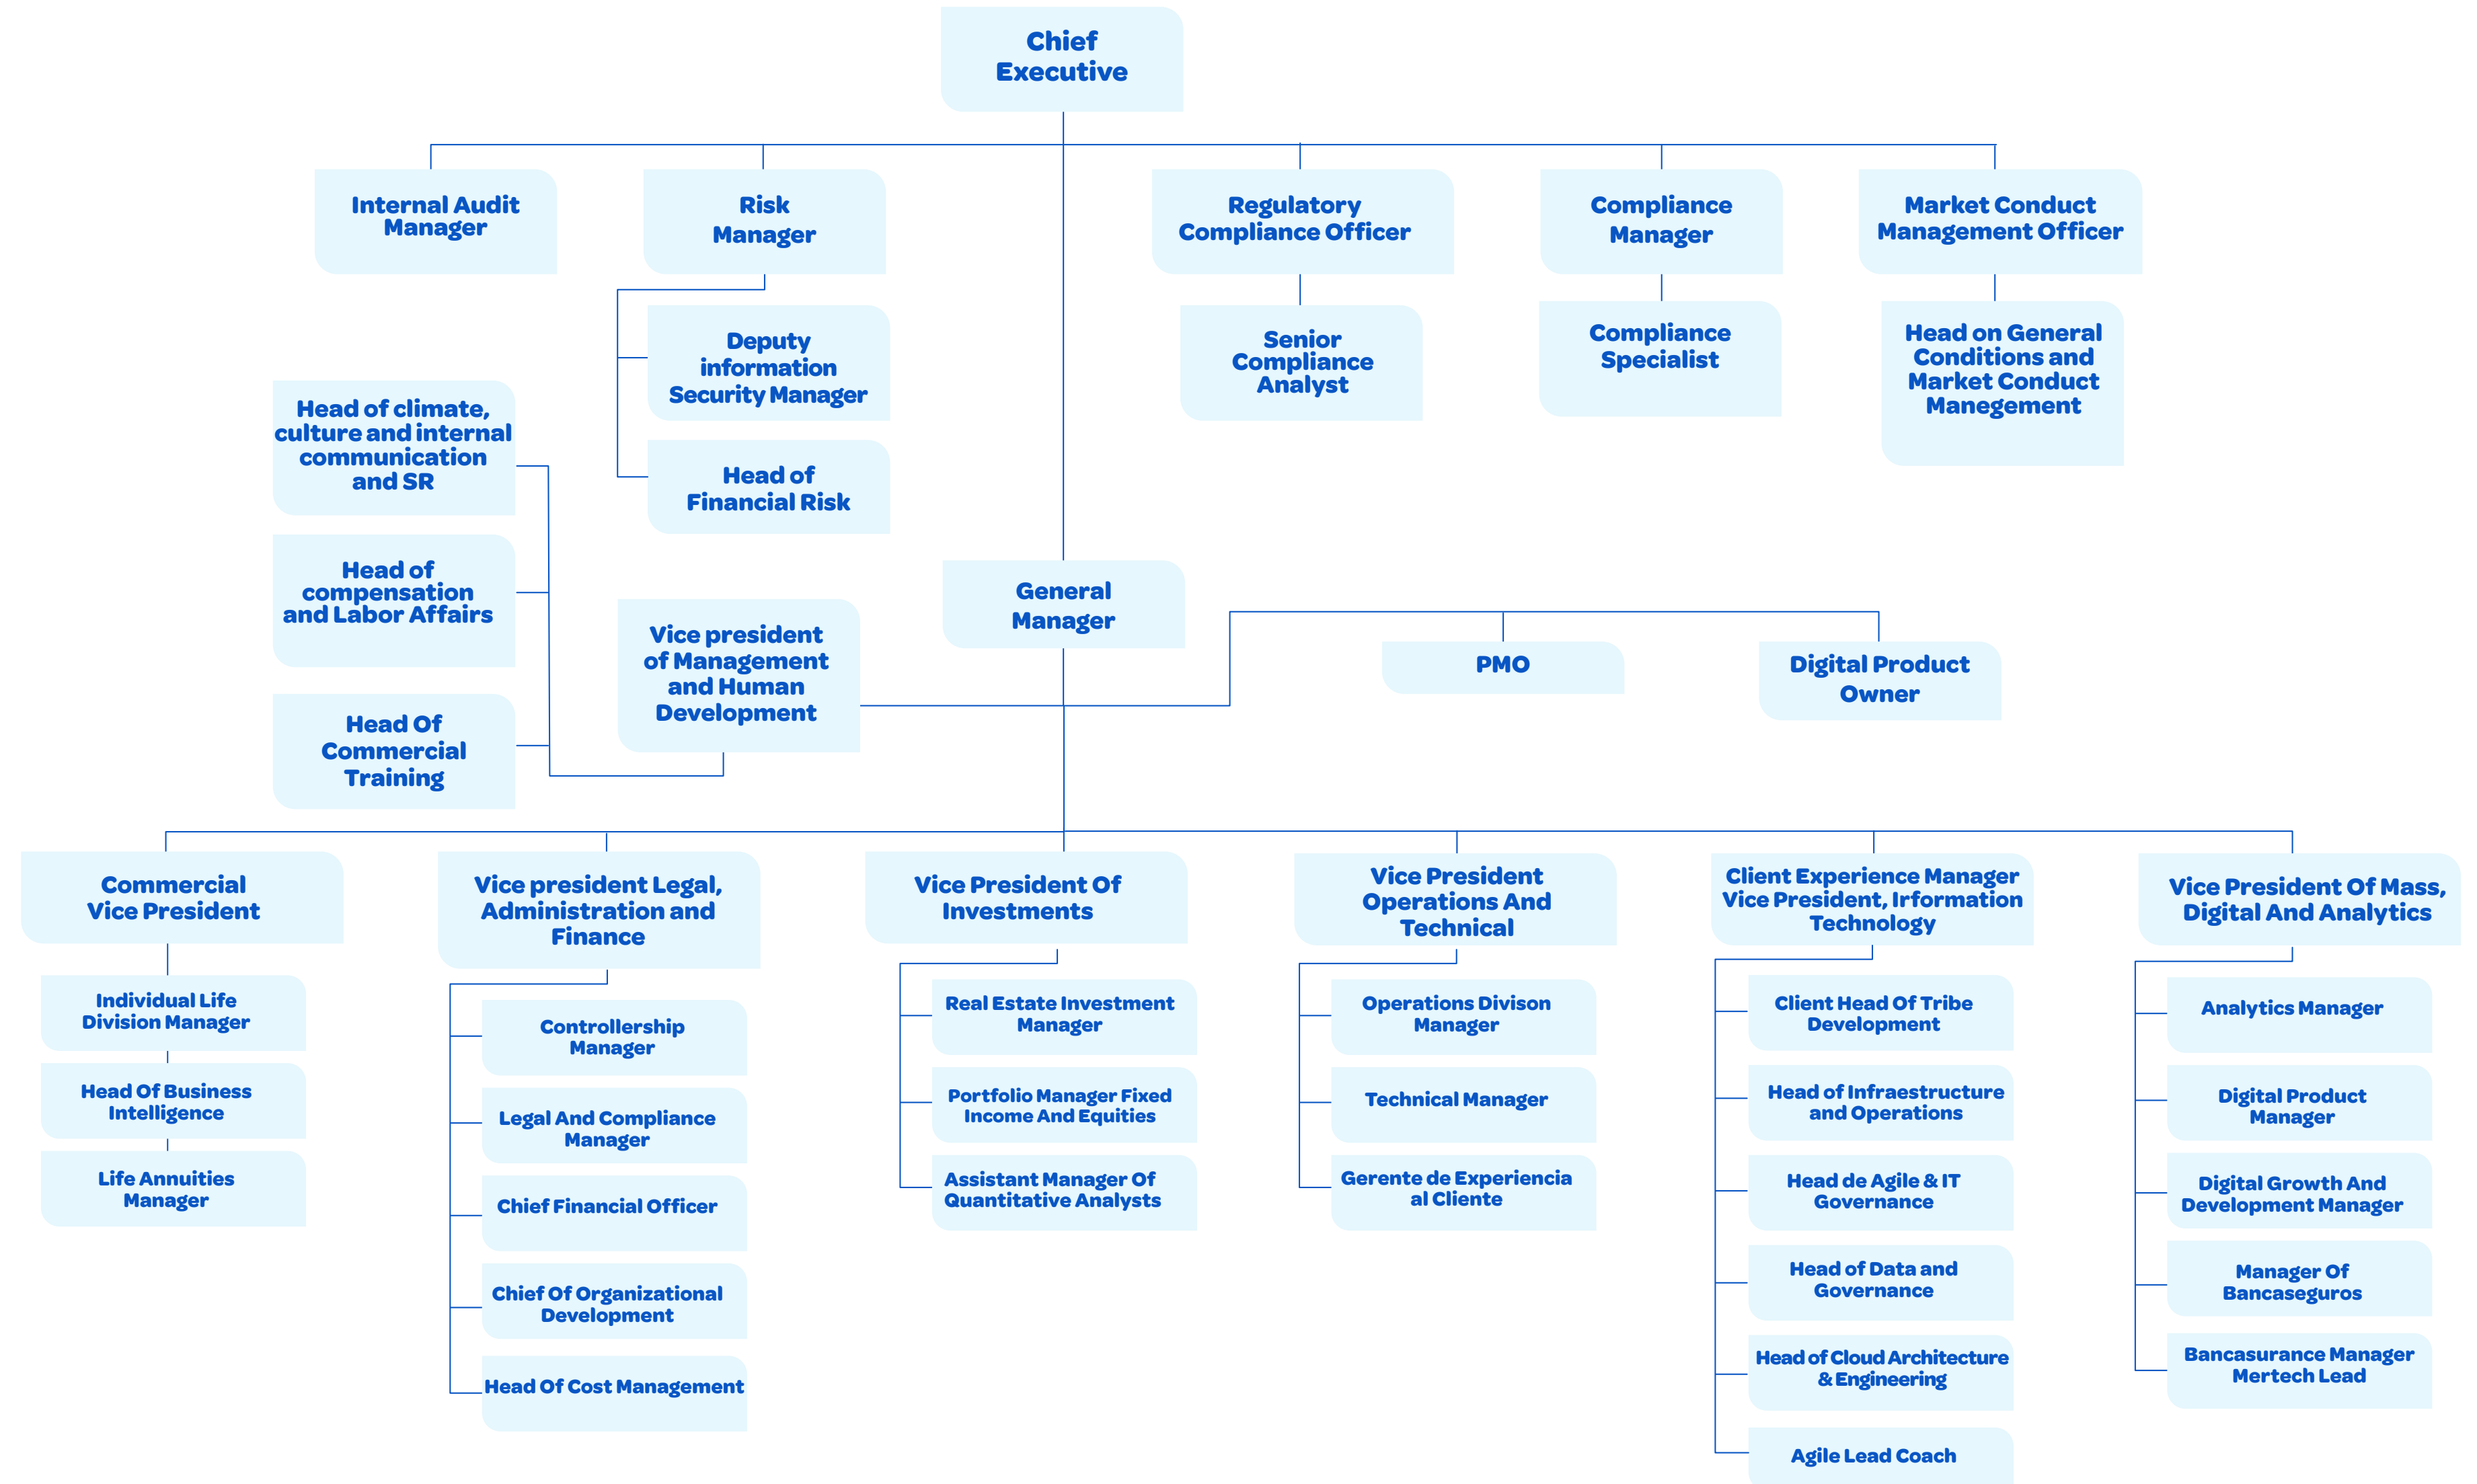 Chief
Executive
Internal Audit
Manager
Risk
Manager
Regulatory
Compliance Officer
Compliance
Manager
Market Conduct
Management Officer
Deputy
information
Security Manager
Head of
Financial Risk
Senior
Compliance
Analyst
Compliance
Specialist
Head on General
Conditions and
Market Conduct
Manegement
Head of climate,
culture and internal
communication
and SR
Head of
compensation
and Labor Affairs
Head Of
Commercial
Training
Vice president
of Management
and Human
Development
General
Manager
PMO
Digital Product
Owner
Commercial
Vice President
Individual Life
Division Manager
Head Of Business
Intelligence
Life Annuities
Manager
Vice president Legal,
Administration and
Finance
Controllership
Manager
Legal And Compliance
Manager
Chief Financial Officer
Chief Of Organizational
Development
Head Of Cost Management
Vice President Of
Investments
Real Estate Investment
Manager
Portfolio Manager Fixed
Income And Equities
Assistant Manager Of
Quantitative Analysts
Vice President
Operations And
Technical
Operations Divison
Manager
Technical Manager
Gerente de Experiencia
al Cliente
Client Experience Manager
Vice President, Irformation
Technology
Client Head Of Tribe
Development
Head of Infraestructure
and Operations
Head de Agile & IT
Governance
Head of Data and
Governance
Head of Cloud Architecture
& Engineering
Agile Lead Coach
Vice President Of Mass,
Digital And Analytics
Analytics Manager
Digital Product
Manager
Digital Growth And
Development Manager
Manager Of
Bancaseguros
Bancasurance Manager
Mertech Lead